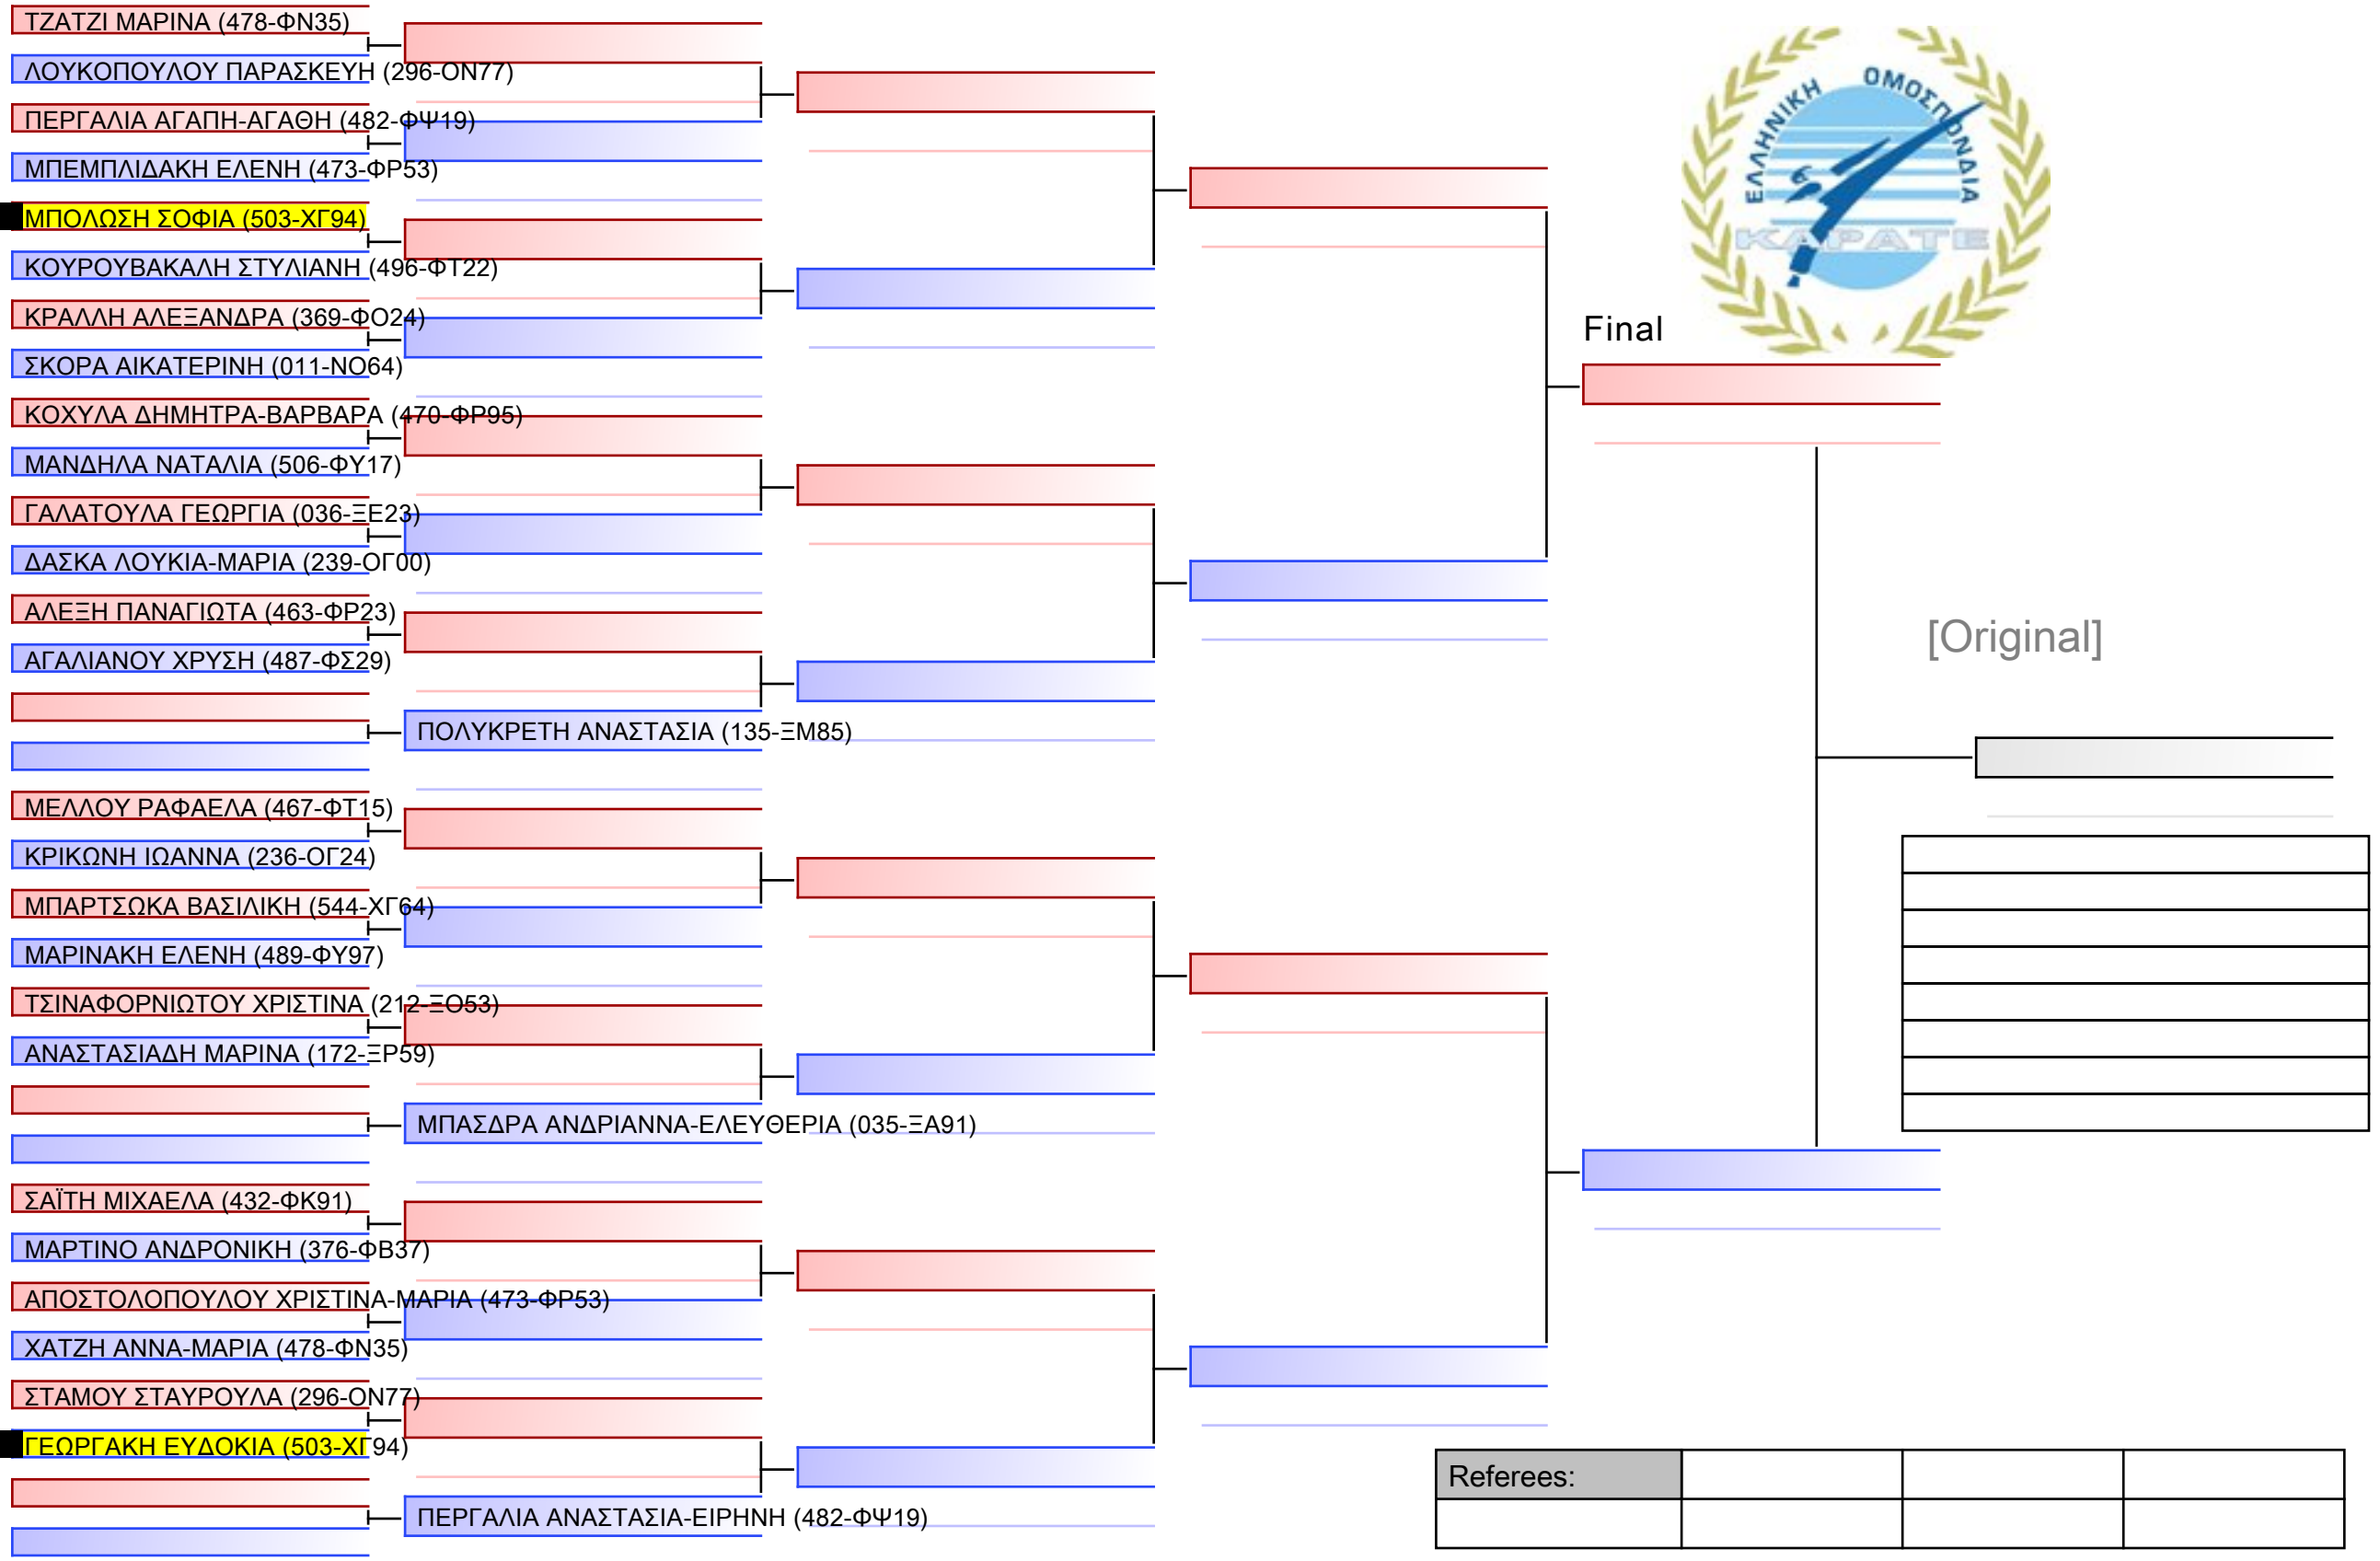 ΤΖΑΤΖΙ ΜΑΡΙΝΑ (478-ΦΝ35)
ΛΟΥΚΟΠΟΥΛΟΥ ΠΑΡΑΣΚΕΥΗ (296-ΟΝ77)
ΠΕΡΓΑΛΙΑ ΑΓΑΠΗ-ΑΓΑΘΗ (482-ΦΨ19)
ΜΠΕΜΠΛΙΔΑΚΗ ΕΛΕΝΗ (473-ΦΡ53)
ΜΠΟΛΩΣΗ ΣΟΦΙΑ (503-ΧΓ94)
ΚΟΥΡΟΥΒΑΚΑΛΗ ΣΤΥΛΙΑΝΗ (496-ΦΤ22)
ΚΡΑΛΛΗ ΑΛΕΞΑΝΔΡΑ (369-ΦΟ24)
ΣΚΟΡΑ ΑΙΚΑΤΕΡΙΝΗ (011-ΝΟ64)
ΚΟΧΥΛΑ ΔΗΜΗΤΡΑ-ΒΑΡΒΑΡΑ (470-ΦΡ95)
ΜΑΝΔΗΛΑ ΝΑΤΑΛΙΑ (506-ΦΥ17)
ΓΑΛΑΤΟΥΛΑ ΓΕΩΡΓΙΑ (036-ΞΕ23)
ΔΑΣΚΑ ΛΟΥΚΙΑ-ΜΑΡΙΑ (239-ΟΓ00)
ΑΛΕΞΗ ΠΑΝΑΓΙΩΤΑ (463-ΦΡ23)
ΑΓΑΛΙΑΝΟΥ ΧΡΥΣΗ (487-ΦΣ29)
ΠΟΛΥΚΡΕΤΗ ΑΝΑΣΤΑΣΙΑ (135-ΞΜ85)
ΜΕΛΛΟΥ ΡΑΦΑΕΛΑ (467-ΦΤ15)
ΚΡΙΚΩΝΗ ΙΩΑΝΝΑ (236-ΟΓ24)
ΜΠΑΡΤΣΩΚΑ ΒΑΣΙΛΙΚΗ (544-ΧΓ64)
ΜΑΡΙΝΑΚΗ ΕΛΕΝΗ (489-ΦΥ97)
ΤΣΙΝΑΦΟΡΝΙΩΤΟΥ ΧΡΙΣΤΙΝΑ (212-ΞΟ53)
ΑΝΑΣΤΑΣΙΑΔΗ ΜΑΡΙΝΑ (172-ΞΡ59)
ΜΠΑΣΔΡΑ ΑΝΔΡΙΑΝΝΑ-ΕΛΕΥΘΕΡΙΑ (035-ΞΑ91)
ΣΑΪΤΗ ΜΙΧΑΕΛΑ (432-ΦΚ91)
ΜΑΡΤΙΝΟ ΑΝΔΡΟΝΙΚΗ (376-ΦΒ37)
ΑΠΟΣΤΟΛΟΠΟΥΛΟΥ ΧΡΙΣΤΙΝΑ-ΜΑΡΙΑ (473-ΦΡ53)
ΧΑΤΖΗ ΑΝΝΑ-ΜΑΡΙΑ (478-ΦΝ35)
ΣΤΑΜΟΥ ΣΤΑΥΡΟΥΛΑ (296-ΟΝ77)
ΓΕΩΡΓΑΚΗ ΕΥΔΟΚΙΑ (503-ΧΓ94)
ΠΕΡΓΑΛΙΑ ΑΝΑΣΤΑΣΙΑ-ΕΙΡΗΝΗ (482-ΦΨ19)
ΕΛΛΗΝΙΚΗ ΟΜΟΣΠΟΝΔΙΑ
ΚΑΡΑΤΕ
Final
[Original]
Referees: